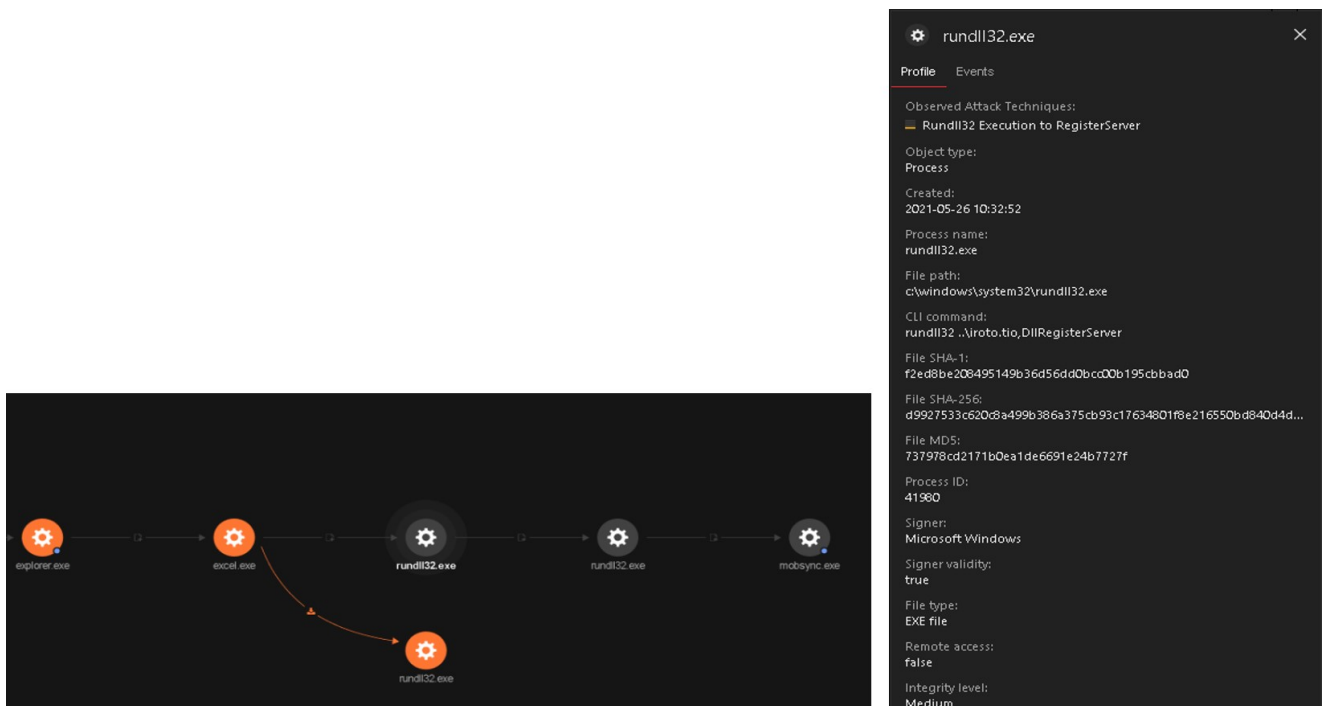 explorer.exe
excel.exe
rundll32.exe
rundll32.exe
mobsync.exe
rundll32.exe
rundll32.exe
Profile Events
Observed Attack Techniques:
Rundll32 Execution to RegisterServer
Object type:
Process
Created:
2021-05-26 10:32:52
Process name:
rundll32.exe
File path:
c:\windows\system32\rundll32.exe
CLI command:
rundll32 ..\iroto.tio,DllRegisterServer
File SHA-1:
f2ed8be208495149b36d56dd0bcc00b195cbbad0
File SHA-256:
d9927533c620c8a499b386a375cb93c17634801f8e216550bd840d4d...
File MD5:
737978cd2171b0ea1de6691e24b7727f
Process ID:
41980
Signer:
Microsoft Windows
Signer validity:
true
File type:
EXE file
Remote access:
false
Integrity level:
Medium